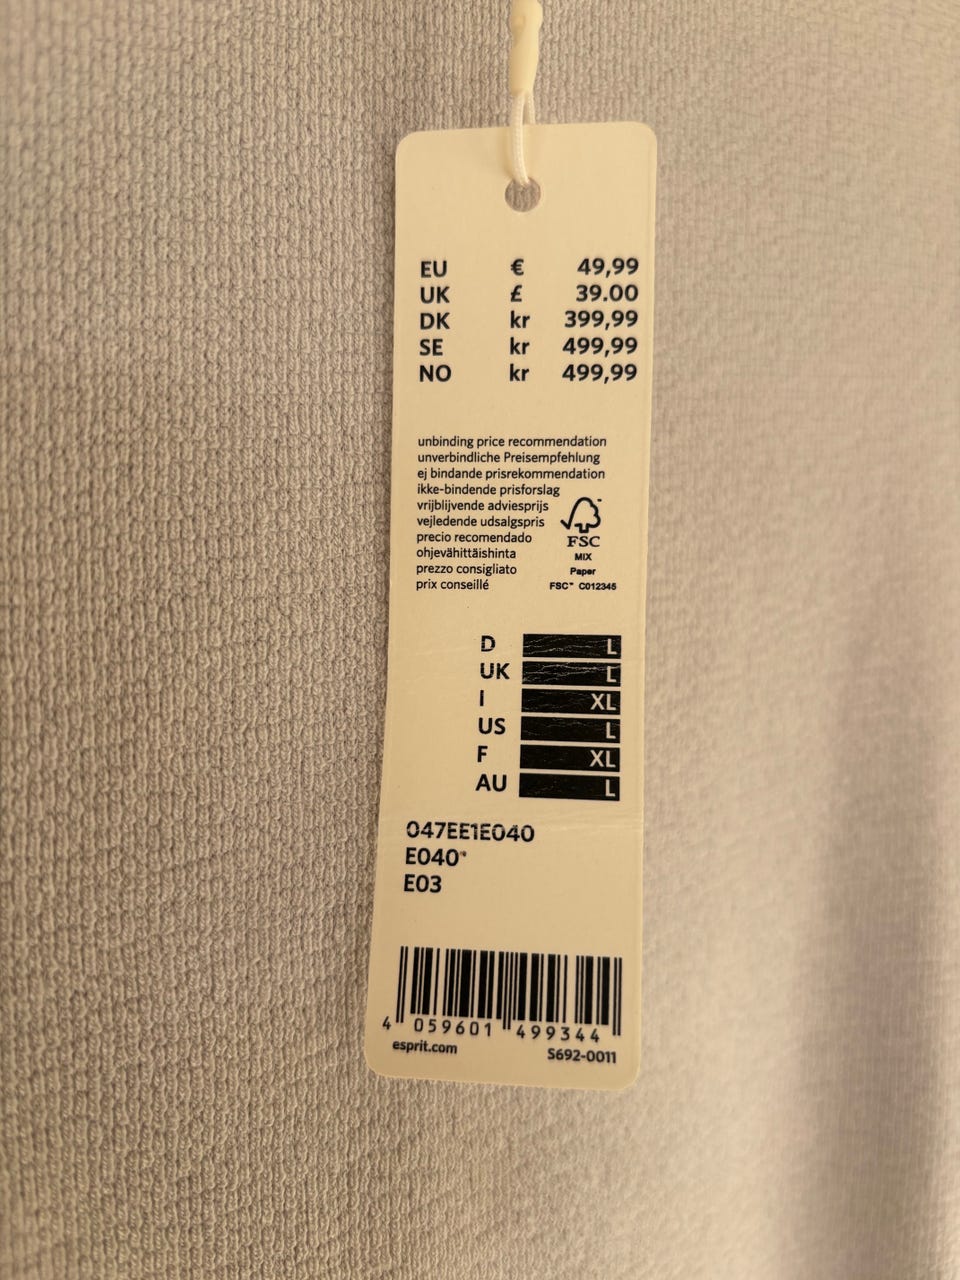 EU € 49,99
UK £ 39.00
DK kr 399,99
SE kr 499,99
NO kr 499,99
unbinding price recommendation
unverbindliche Preisempfehlung
ej bindande prisrekommendation
ikke-bindende prisforslag
vrijblijvende adviesprijs
vejledende udsalgspris
precio recomendado
ohjevähittäishinta
prezzo consigliato
prix conseillé
FSC
MIX
Paper
FSC™ C012345
D L
UK L
I XL
US L
F XL
AU L
047EE1E040
E040
E03
4 059601 499344
esprit.com S692-0011